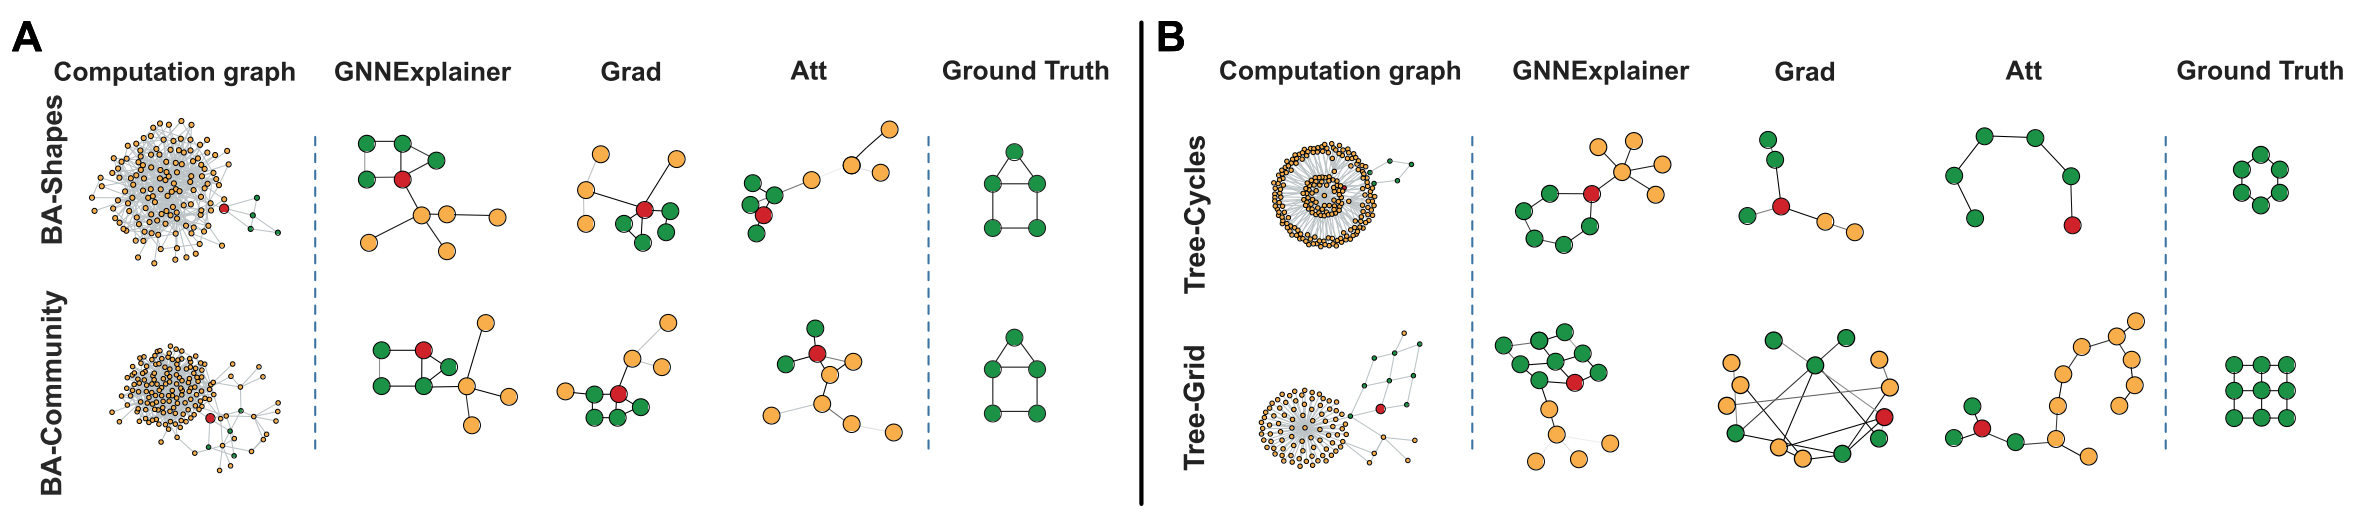 A
Computation graph GNNExplainer Grad Att Ground Truth
BA-Shapes
BA-Community
B
Computation graph GNNExplainer Grad Att Ground Truth
Tree-Cycles
Tree-Grid